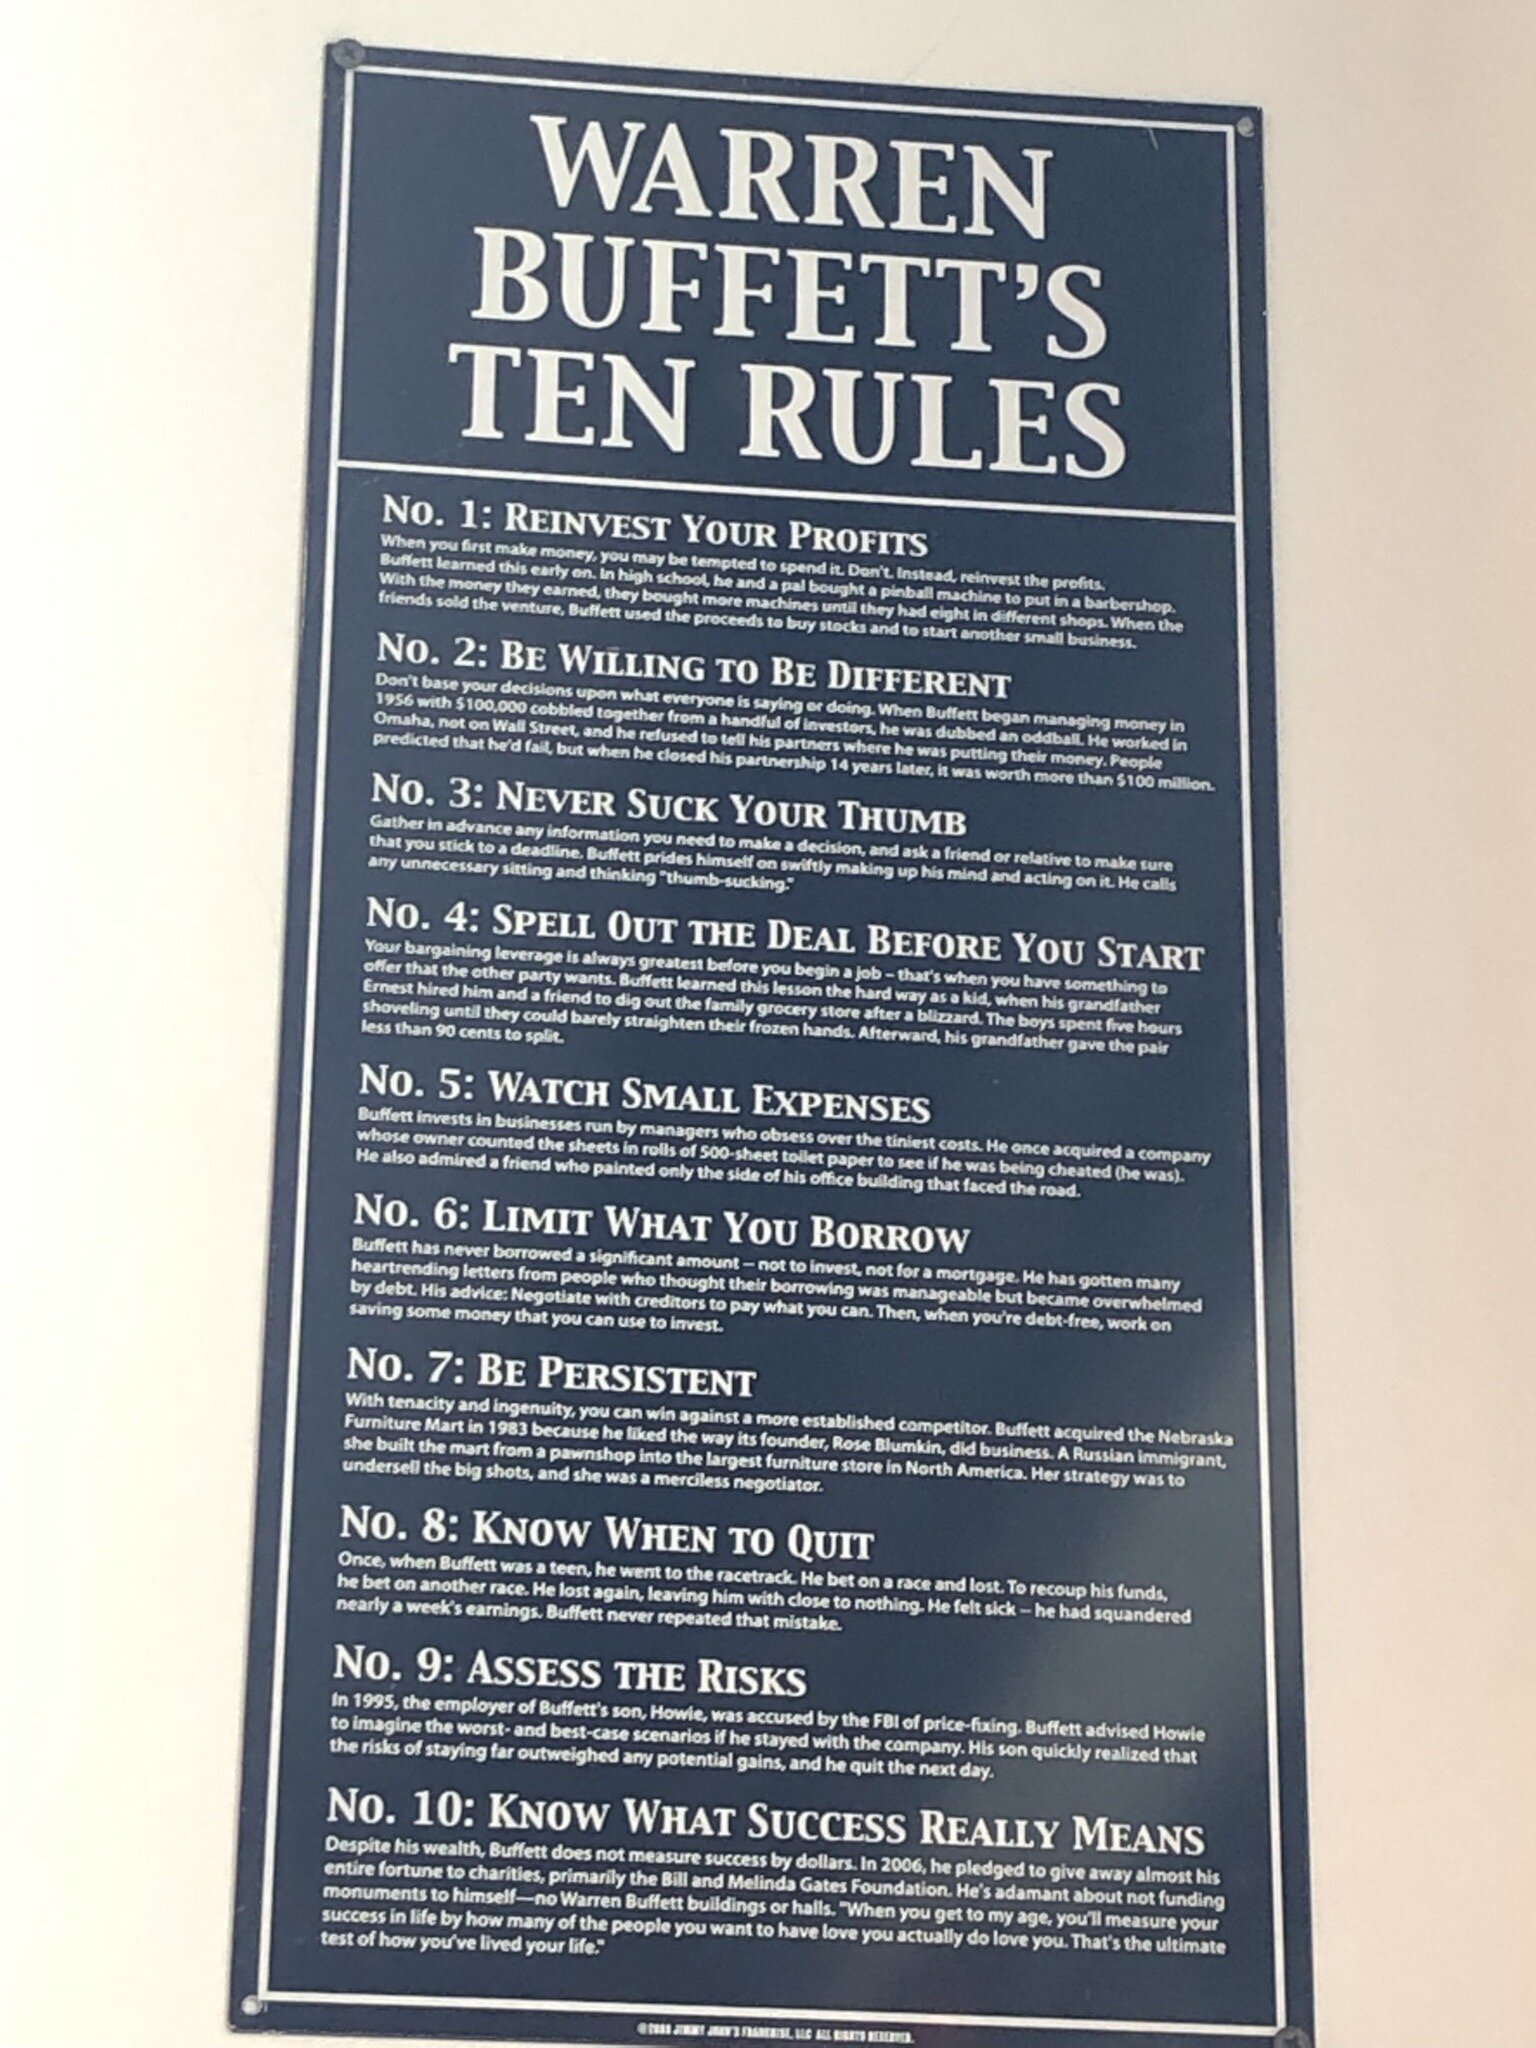 WARREN
BUFFETT'S
TEN RULES
No. 1: REINVEST YOUR PROFITS
When you first make money, you may be tempted to spend it. Don't. Instead, reinvest the profits.
Buffett learned this early on. In high school, he and a pal bought a pinball machine to put in a barbershop.
With the money they earned, they bought more machines until they had eight in different shops. When the
friends sold the venture, Buffett used the proceeds to buy stocks and to start another small business.
No. 2: BE WILLING TO BE DIFFERENT
Don't base your decisions upon what everyone is saying or doing. When Buffett began managing money in
1956 with $100,000 cobbled together from a handful of investors, he was dubbed an oddball. He worked in
Omaha, not on Wall Street, and he refused to tell his partners where he was putting their money. People
predicted that he'd fail, but when he closed his partnership 14 years later, it was worth more than $100 million.
No. 3: NEVER SUCK YOUR THUMB
Gather in advance any information you need to make a decision, and ask a friend or relative to make sure
that you stick to a deadline. Buffett prides himself on swiftly making up his mind and acting on it. He calls
any unnecessary sitting and thinking "thumb-sucking."
No. 4: SPELL OUT THE DEAL BEFORE YOU START
Your bargaining leverage is always greatest before you begin a job – that's when you have something to
offer that the other party wants. Buffett learned this lesson the hard way as a kid, when his grandfather
Ernest hired him and a friend to dig out the family grocery store after a blizzard. The boys spent five hours
shoveling until they could barely straighten their frozen hands. Afterward, his grandfather gave the pair
less than 90 cents to split.
No. 5: WATCH SMALL EXPENSES
Buffett invests in businesses run by managers who obsess over the tiniest costs. He once acquired a company
whose owner counted the sheets in rolls of 500-sheet toilet paper to see if he was being cheated (he was).
He also admired a friend who painted only the side of his office building that faced the road.
No. 6: LIMIT WHAT YOU BORROW
Buffett has never borrowed a significant amount – not to invest, not for a mortgage. He has gotten many
heartrending letters from people who thought their borrowing was manageable but became overwhelmed
by debt. His advice: Negotiate with creditors to pay what you can. Then, when you're debt-free, work on
saving some money that you can use to invest.
No. 7: BE PERSISTENT
With tenacity and ingenuity, you can win against a more established competitor. Buffett acquired the Nebraska
Furniture Mart in 1983 because he liked the way its founder, Rose Blumkin, did business. A Russian immigrant,
she built the mart from a pawnshop into the largest furniture store in North America. Her strategy was to
undersell the big shots, and she was a merciless negotiator.
No. 8: KNOW WHEN TO QUIT
Once, when Buffett was a teen, he went to the racetrack. He bet on a race and lost. To recoup his funds,
he bet on another race. He lost again, leaving him with close to nothing. He felt sick – he had squandered
nearly a week's earnings. Buffett never repeated that mistake.
No. 9: ASSESS THE RISKS
In 1995, the employer of Buffett's son, Howie, was accused by the FBI of price-fixing. Buffett advised Howie
to imagine the worst- and best-case scenarios if he stayed with the company. His son quickly realized that
the risks of staying far outweighed any potential gains, and he quit the next day.
No. 10: KNOW WHAT SUCCESS REALLY MEANS
Despite his wealth, Buffett does not measure success by dollars. In 2006, he pledged to give away almost his
entire fortune to charities, primarily the Bill and Melinda Gates Foundation. He's adamant about not funding
monuments to himself—no Warren Buffett buildings or halls. "When you get to my age, you'll measure your
success in life by how many of the people you want to have love you actually do love you. That's the ultimate
test of how you've lived your life."
JIMMY JOHN'S FRANCHISE, LLC ALL RIGHTS RESERVED.